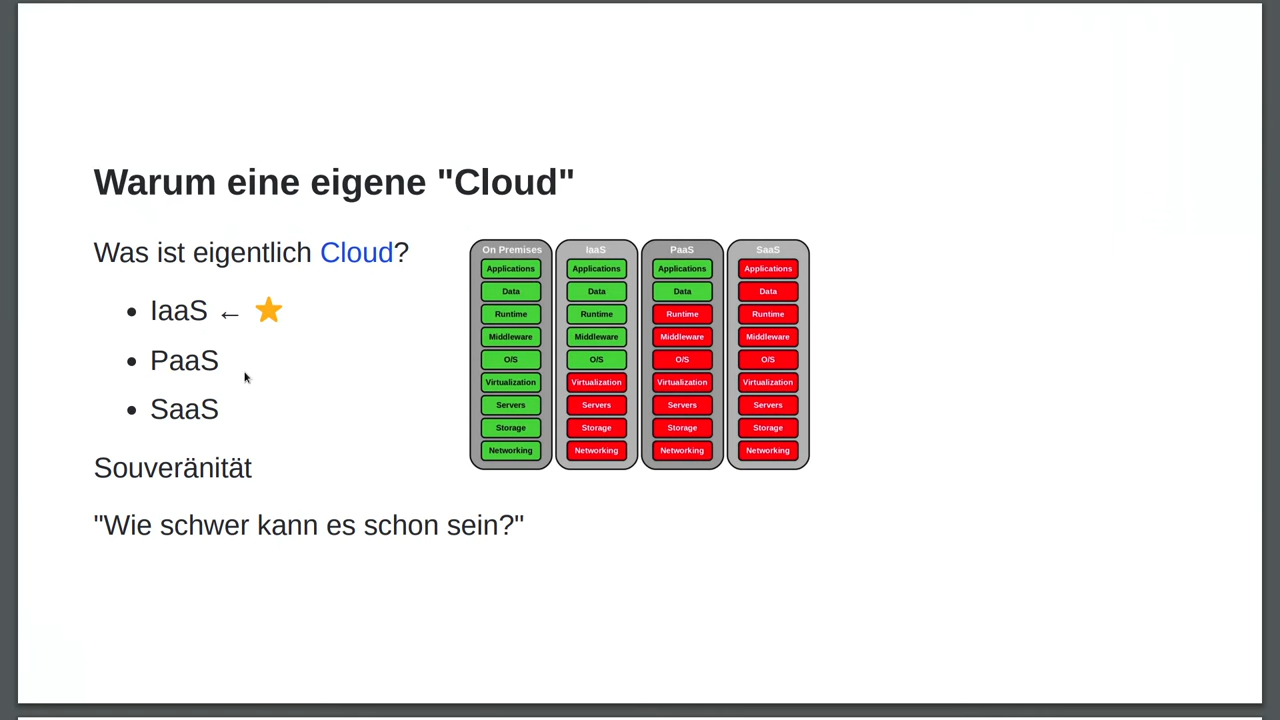 Warum eine eigene "Cloud"
Was ist eigentlich Cloud?
IaaS ← ⭐
PaaS
SaaS
Souveränität
"Wie schwer kann es schon sein?"
On Premises
Applications
Data
Runtime
Middleware
O/S
Virtualization
Servers
Storage
Networking
IaaS
Applications
Data
Runtime
Middleware
O/S
Virtualization
Servers
Storage
Networking
PaaS
Applications
Data
Runtime
Middleware
O/S
Virtualization
Servers
Storage
Networking
SaaS
Applications
Data
Runtime
Middleware
O/S
Virtualization
Servers
Storage
Networking